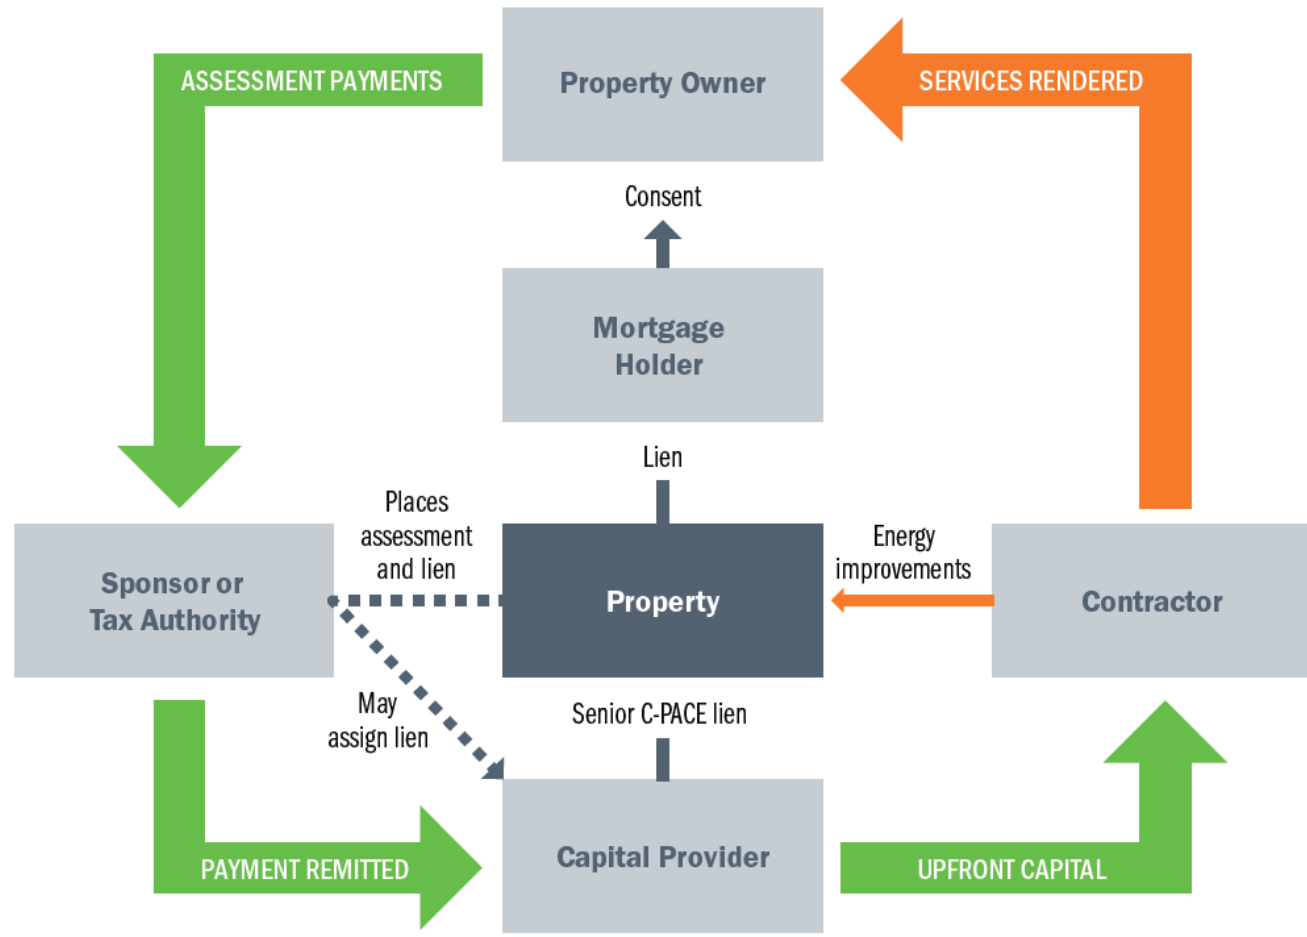 ASSESSMENT PAYMENTS
Property Owner
SERVICES RENDERED
Consent
Mortgage
Holder
Lien
Places
assessment
and lien
Energy
improvements
Sponsor or
Tax Authority
Property
Contractor
May
assign lien
Senior C-PACE lien
PAYMENT REMITTED
Capital Provider
UPFRONT CAPITAL